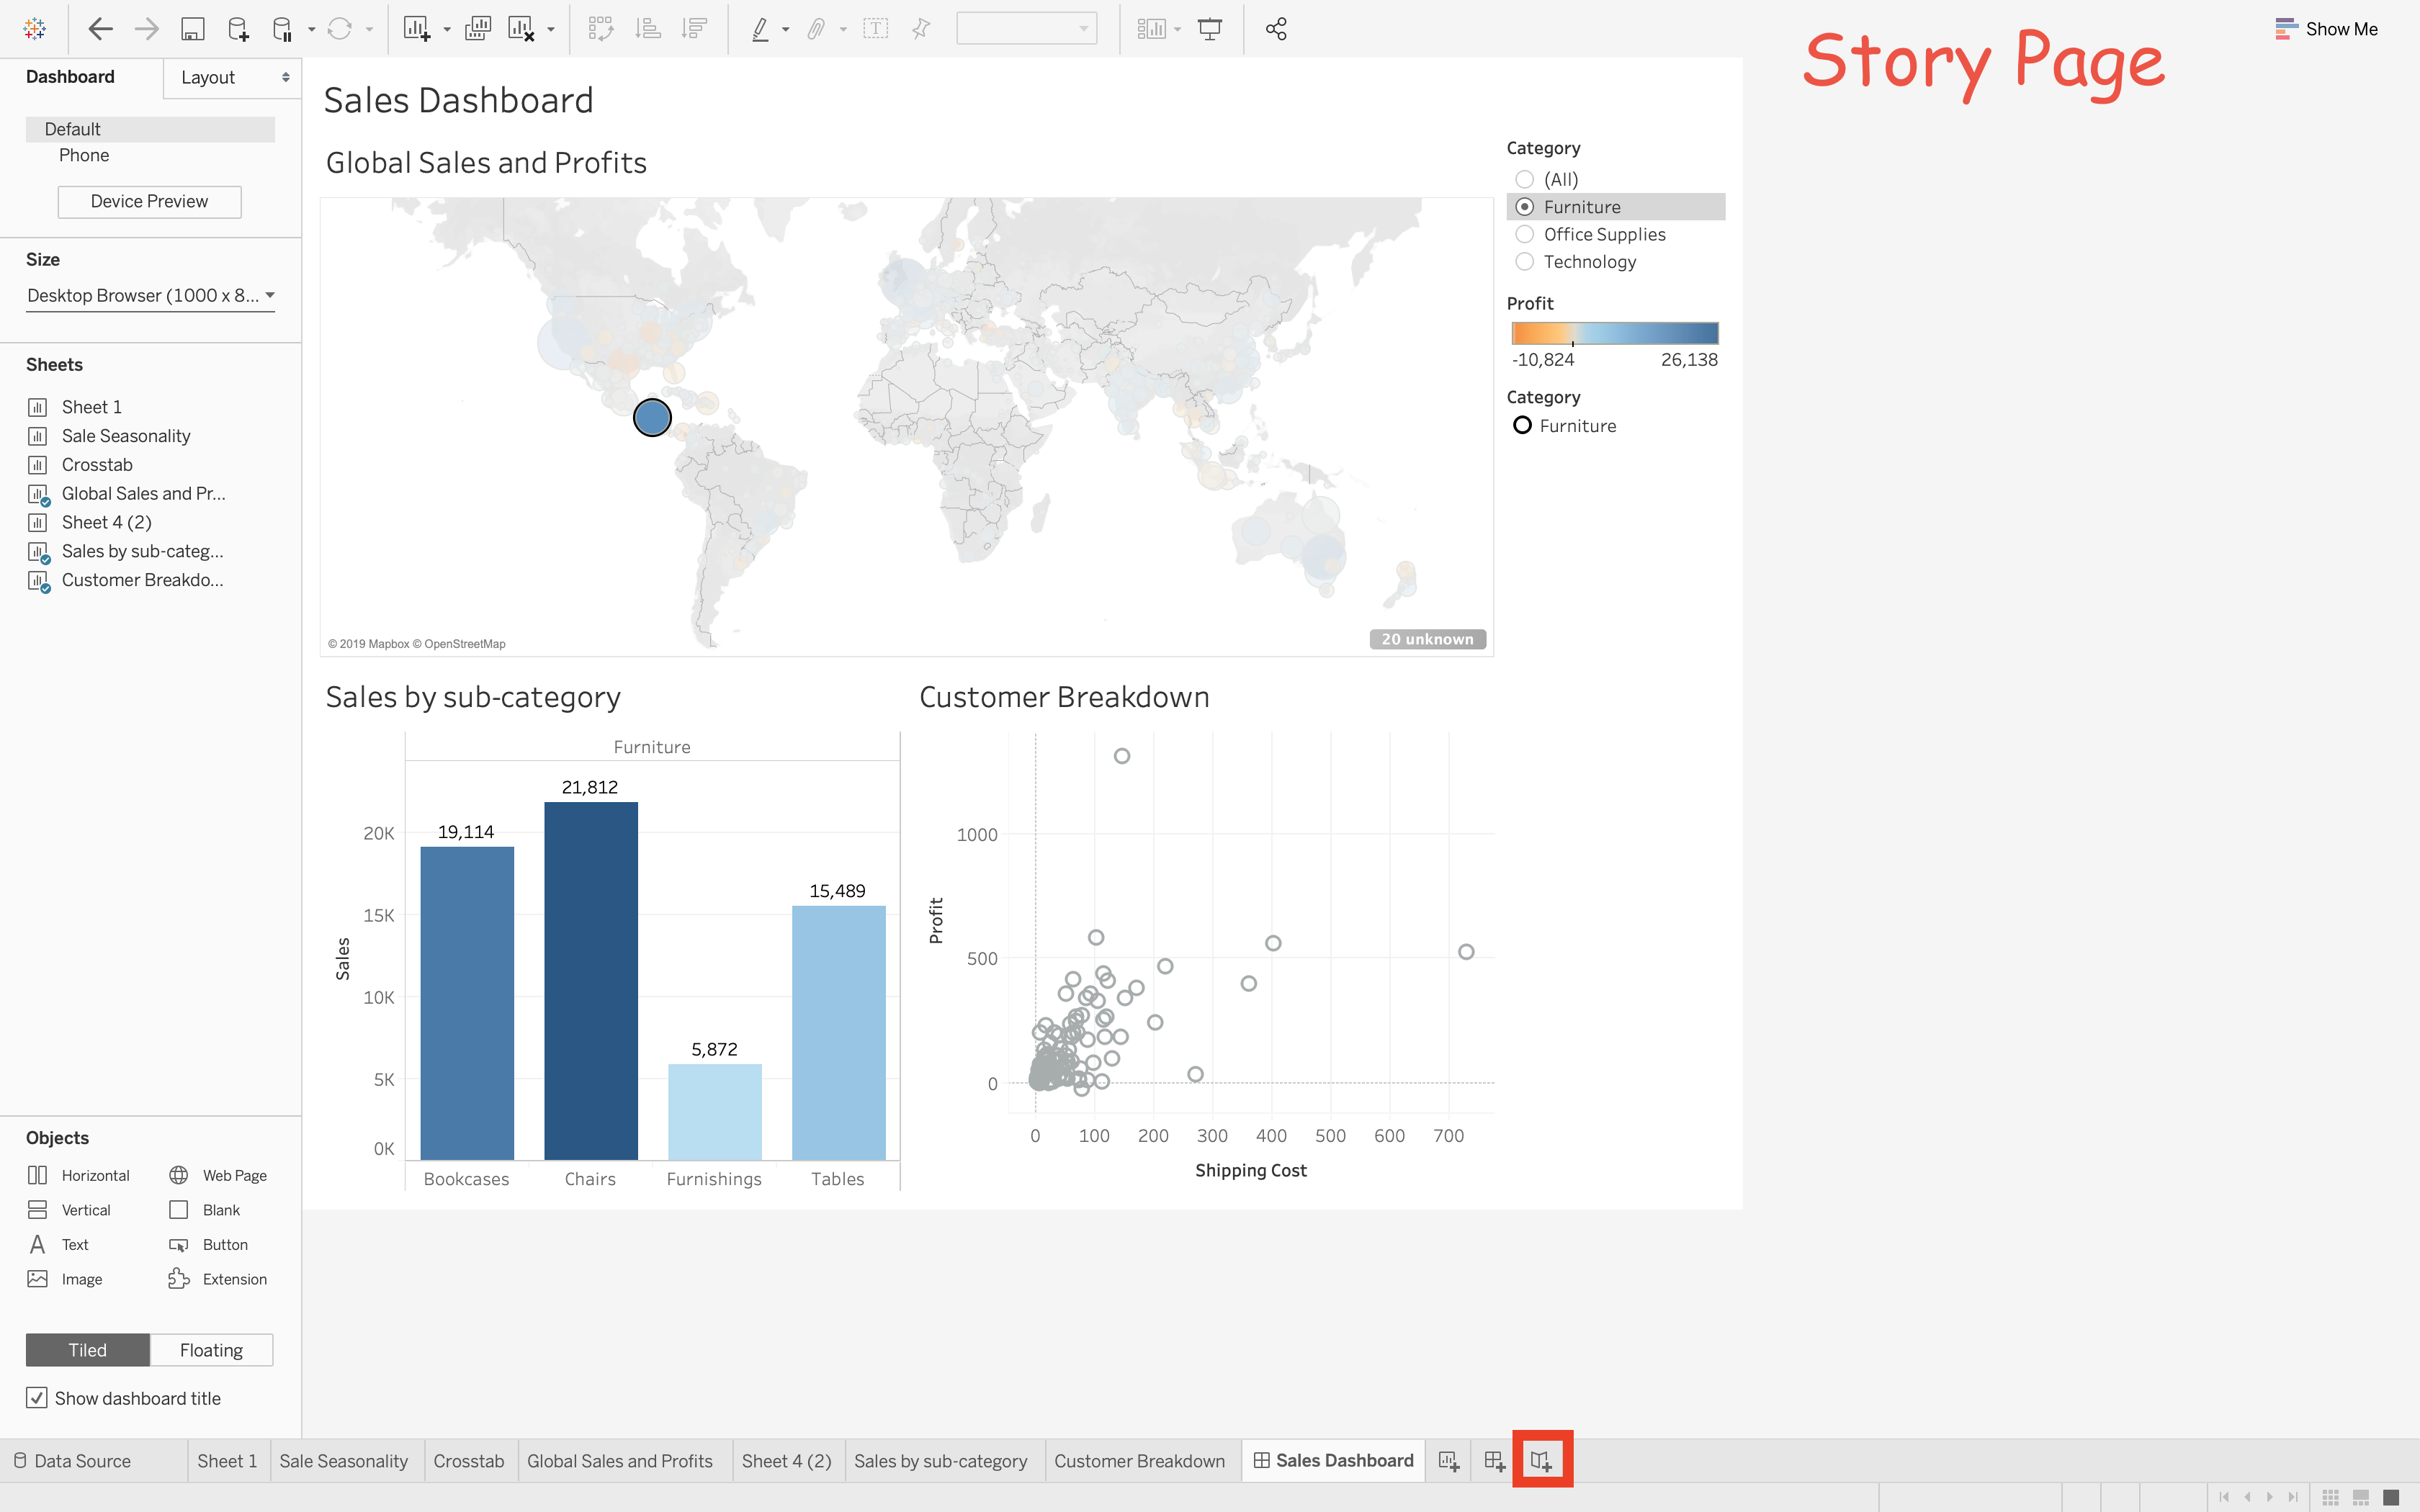 Story Page
Show Me
Dashboard
Layout
Default
Phone
Device Preview
Size
Desktop Browser (1000 x 8...
Sheets
Sheet 1
Sale Seasonality
Crosstab
Global Sales and Pr...
Sheet 4 (2)
Sales by sub-categ...
Customer Breakdo...
Objects
Horizontal
Web Page
Vertical
Blank
Text
Button
Image
Extension
Tiled
Floating
Show dashboard title
Sales Dashboard
Global Sales and Profits
© 2019 Mapbox © OpenStreetMap
20 unknown
Category
(All)
Furniture
Office Supplies
Technology
Profit
-10,824
26,138
Category
Furniture
Sales by sub-category
Furniture
21,812
19,114
15,489
5,872
20K
15K
10K
5K
0K
Sales
Bookcases
Chairs
Furnishings
Tables
Customer Breakdown
1000
500
0
Profit
0 100 200 300 400 500 600 700
Shipping Cost
Data Source
Sheet 1
Sale Seasonality
Crosstab
Global Sales and Profits
Sheet 4 (2)
Sales by sub-category
Customer Breakdown
Sales Dashboard